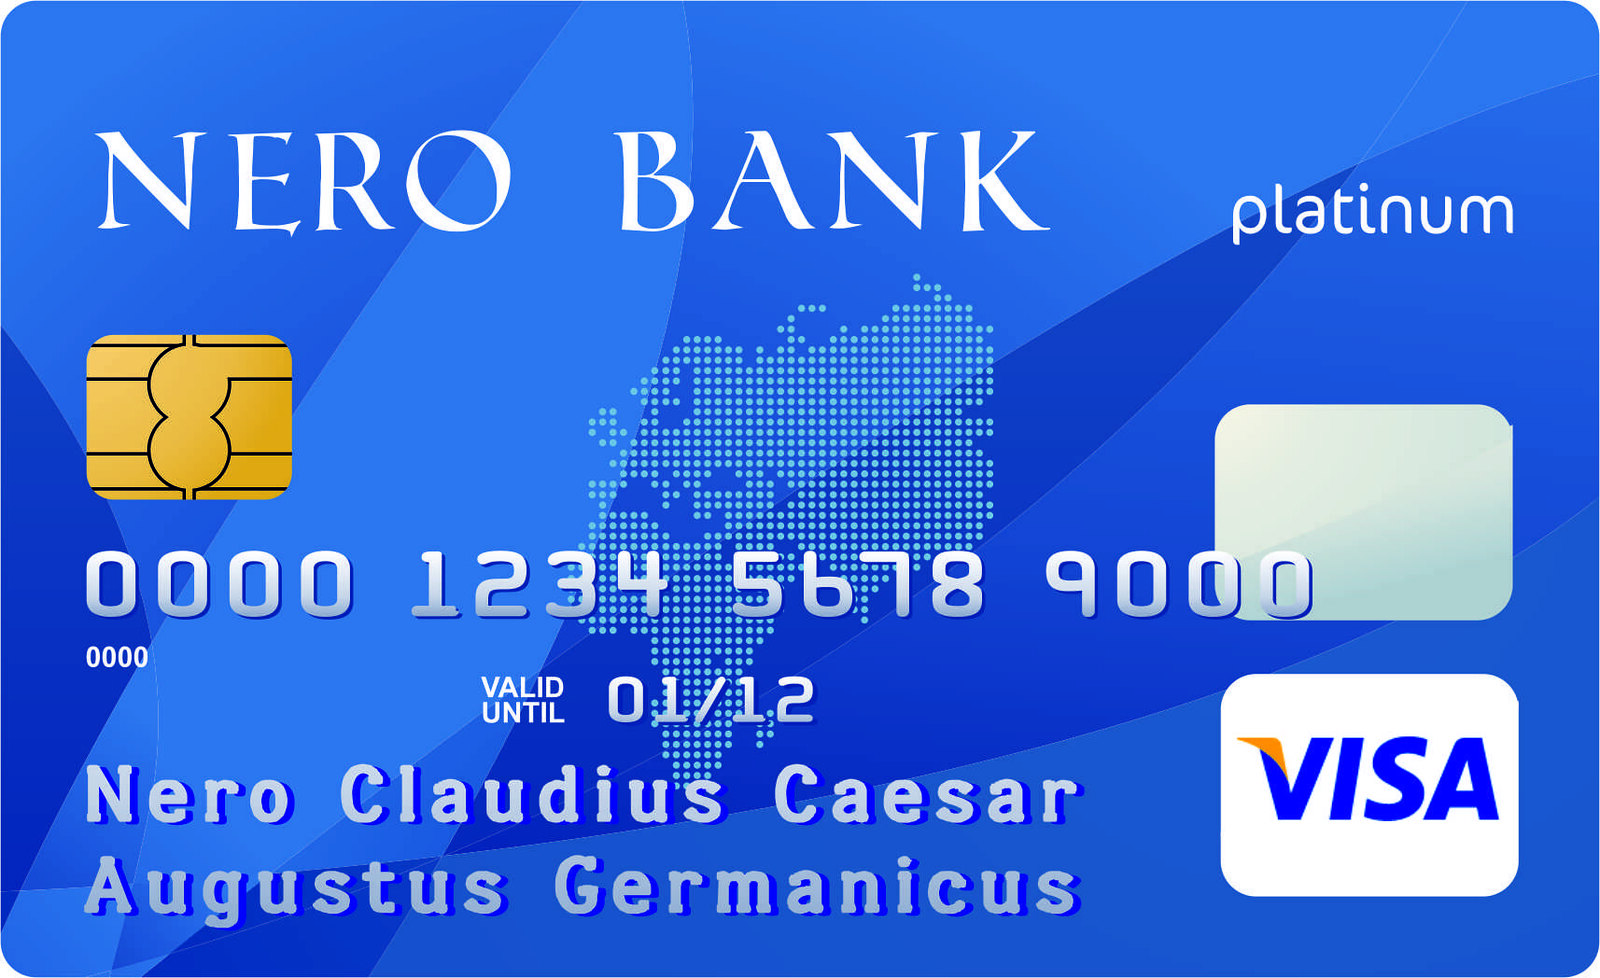 NERO BANK
platinum
0000 1234 5678 9000
0000
VALID
UNTIL
01/12
VISA
Nero Claudius Caesar
Augustus Germanicus